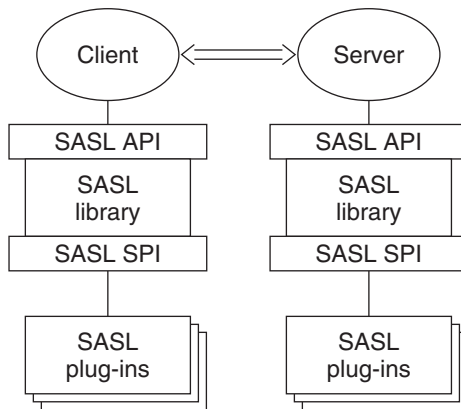 Client
Server
SASL API
SASL API
SASL
library
SASL
library
SASL SPI
SASL SPI
SASL
plug-ins
SASL
plug-ins